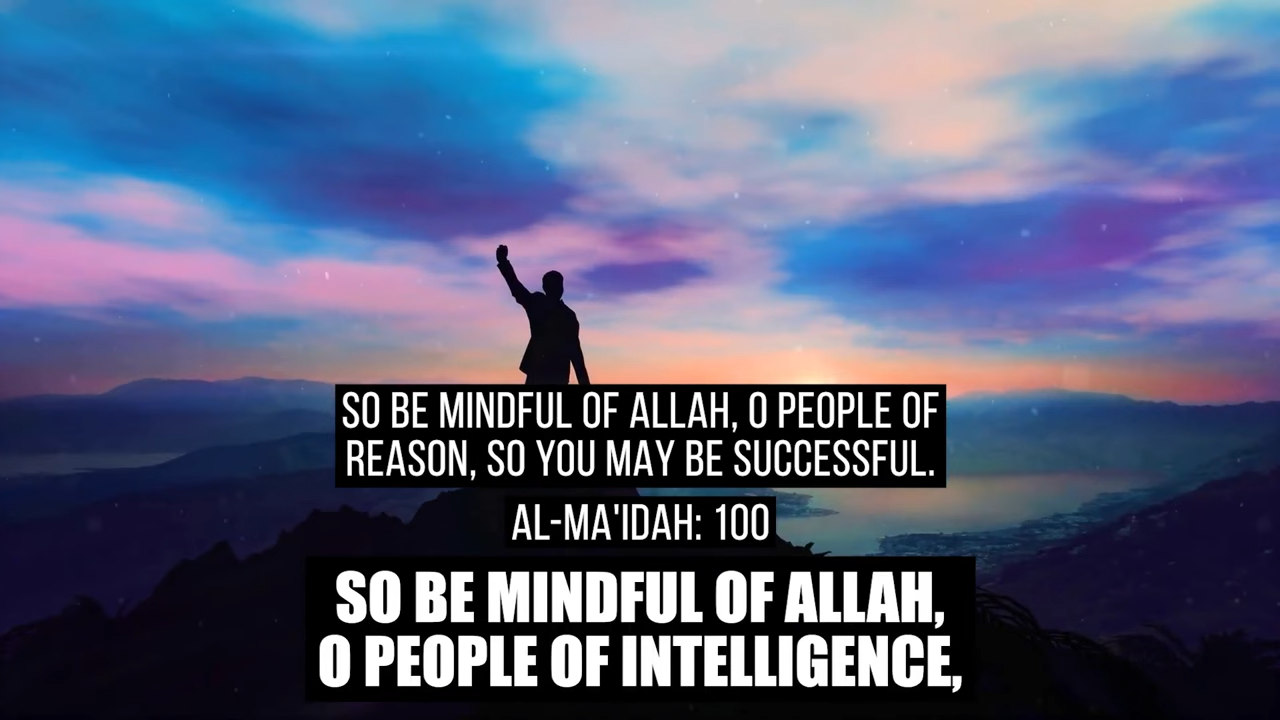 SO BE MINDFUL OF ALLAH, O PEOPLE OF
REASON, SO YOU MAY BE SUCCESSFUL.
AL-MA'IDAH: 100
SO BE MINDFUL OF ALLAH,
O PEOPLE OF INTELLIGENCE,